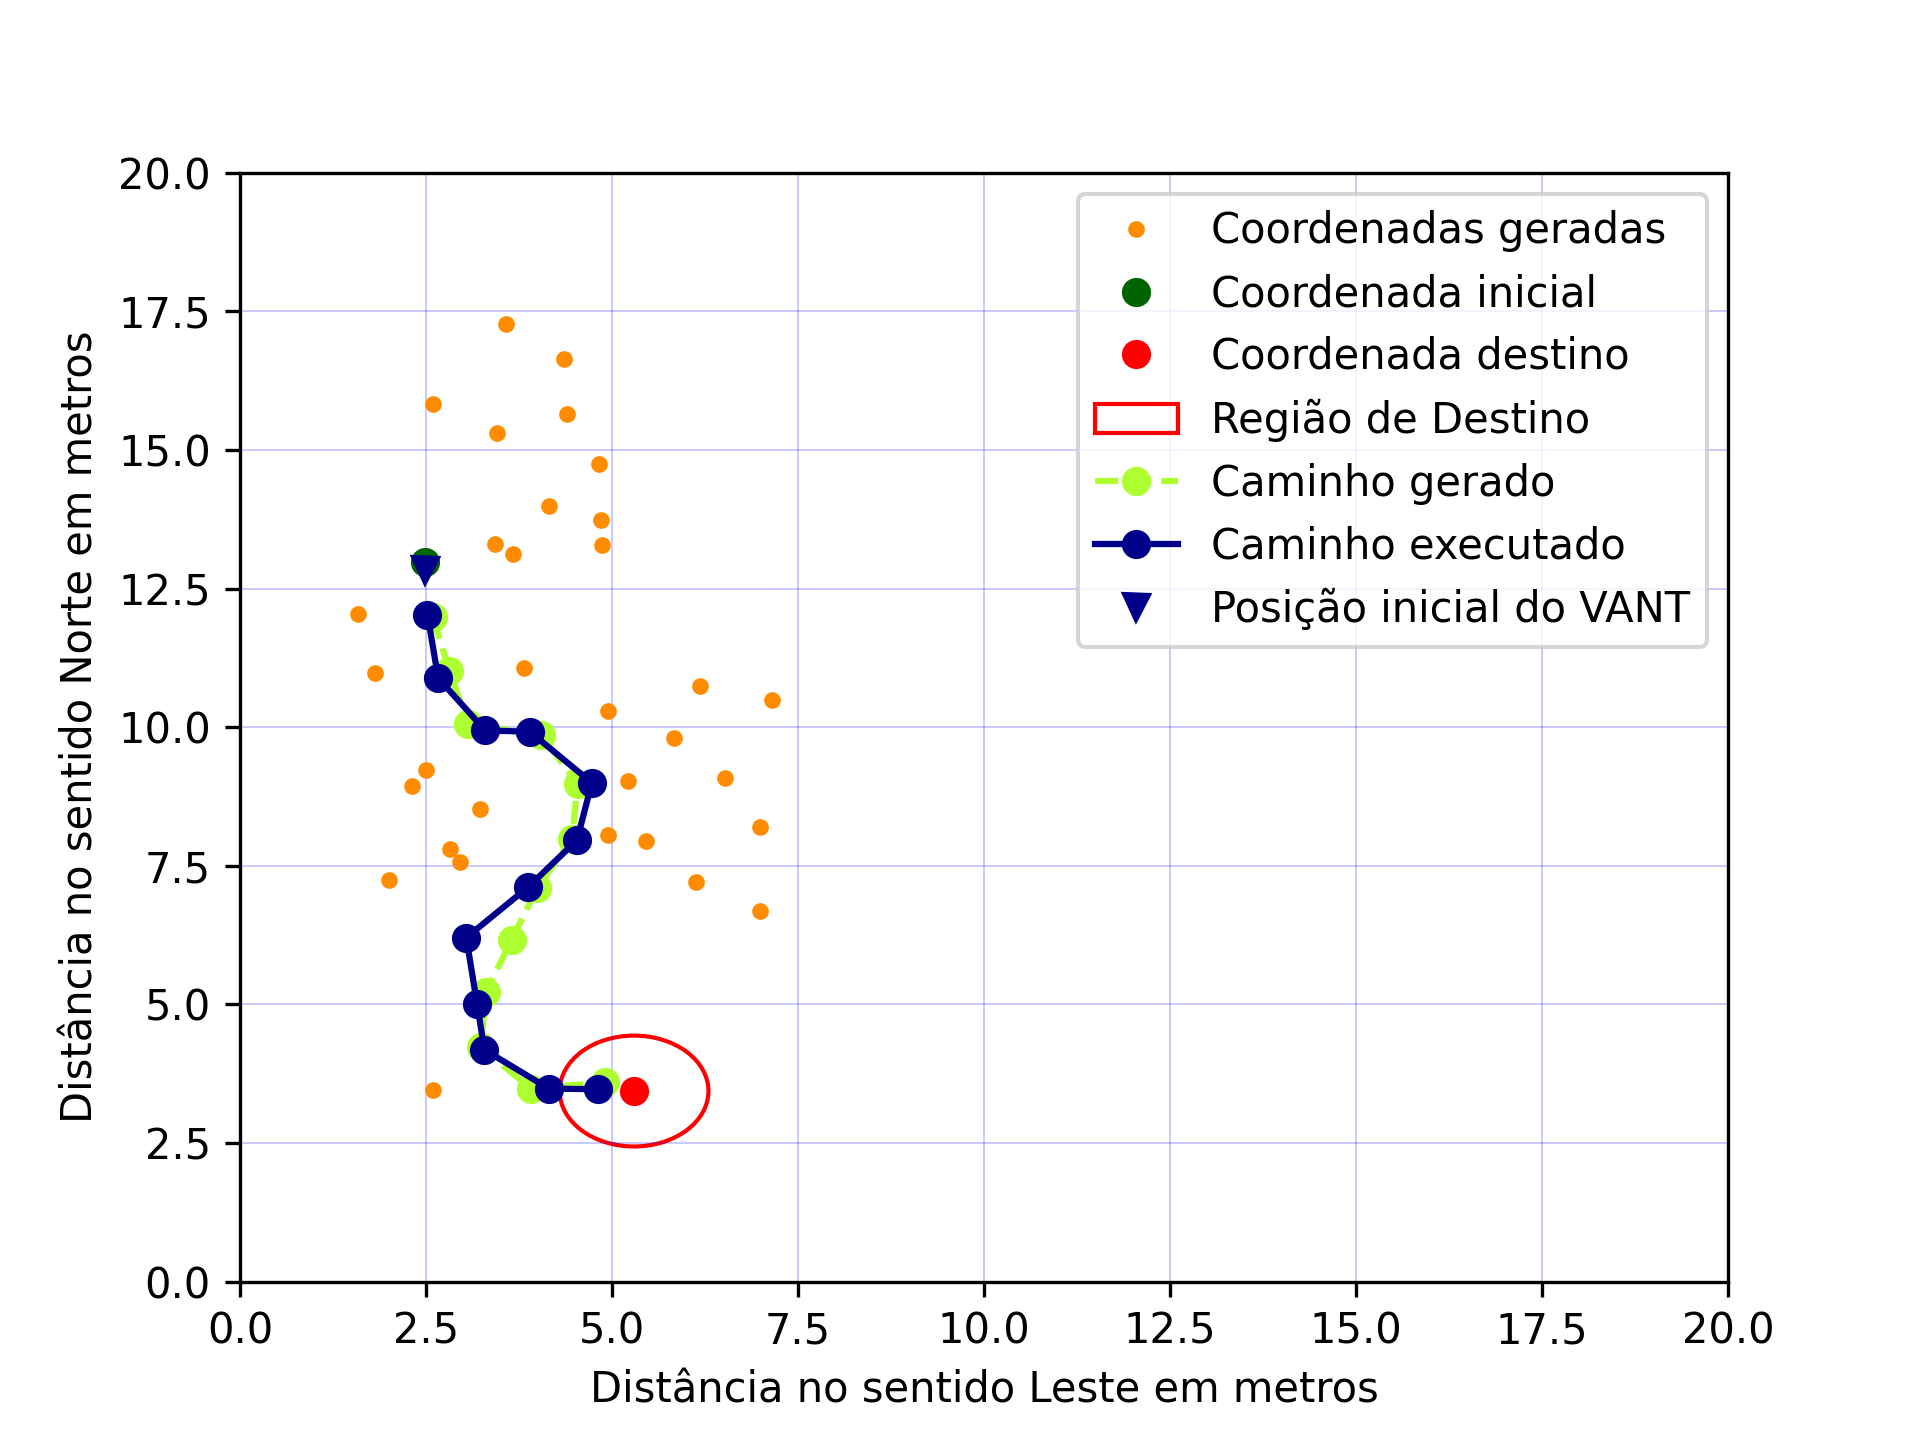 Coordenadas geradas
Coordenada inicial
Coordenada destino
Região de Destino
Caminho gerado
Caminho executado
Posição inicial do VANT
Distância no sentido Norte em metros
20.0
17.5
15.0
12.5
10.0
7.5
5.0
2.5
0.0
0.0 2.5 5.0 7.5 10.0 12.5 15.0 17.5 20.0
Distância no sentido Leste em metros